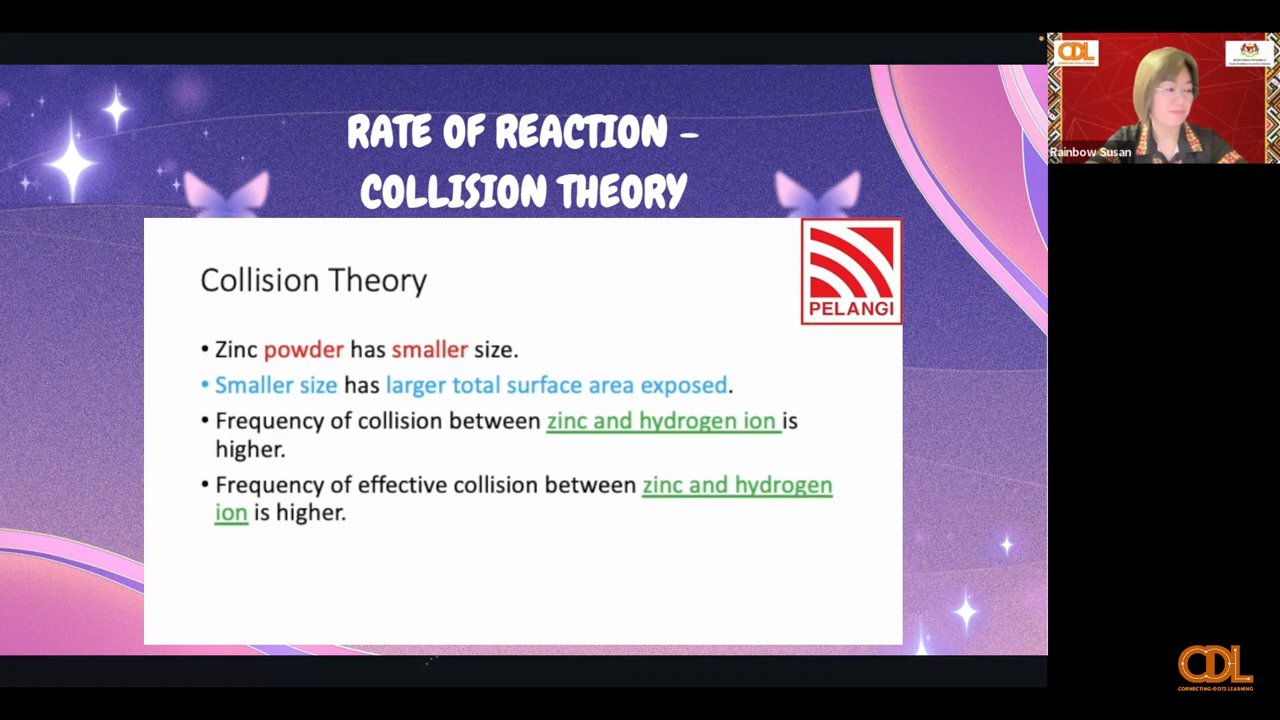 RATE OF REACTION –
COLLISION THEORY
PELANGI
Collision Theory
• Zinc powder has smaller size.
• Smaller size has larger total surface area exposed.
• Frequency of collision between zinc and hydrogen ion is
higher.
• Frequency of effective collision between zinc and hydrogen
ion is higher.
CDL
Rainbow Susan
CDL
CONNECTING-DOTS LEARNING